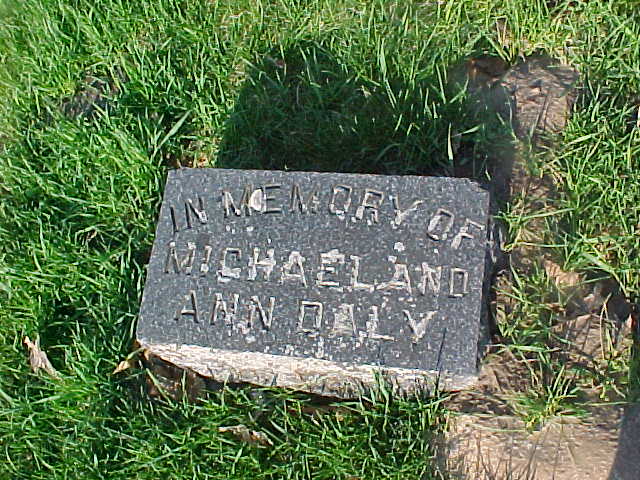 IN MEMORY OF
MICHAEL AND
ANN DALY